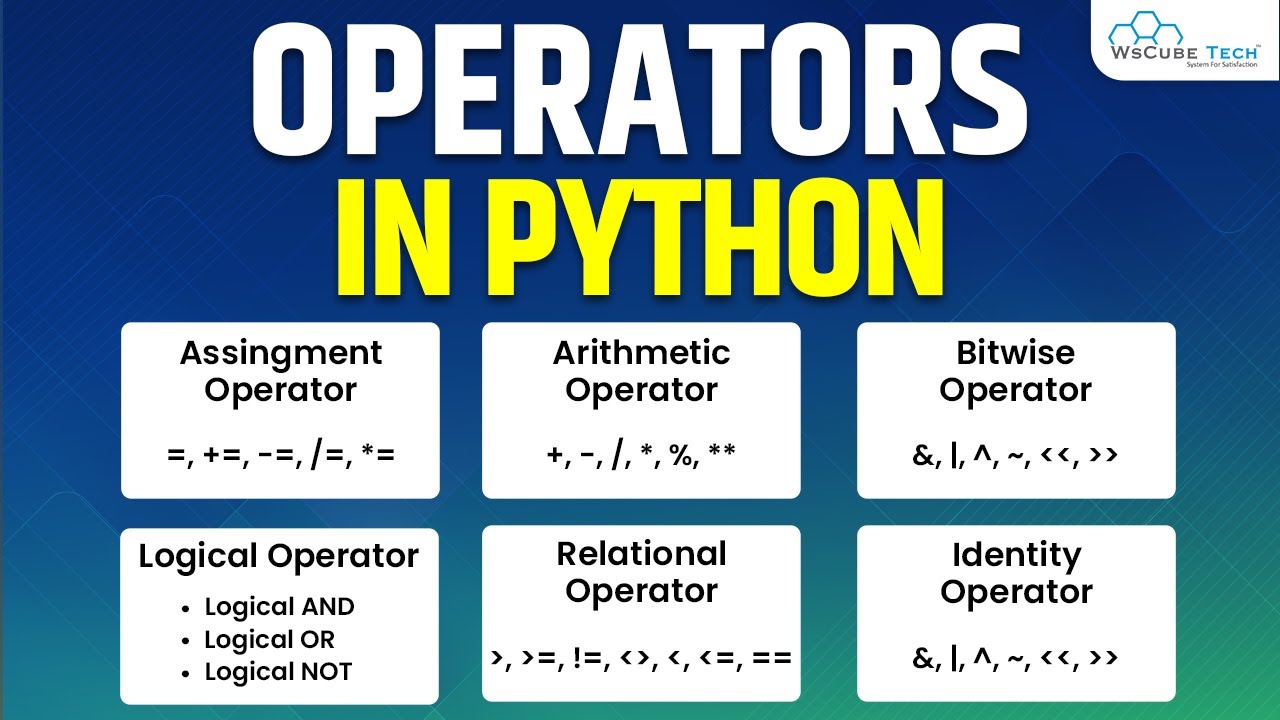 WsCube Tech™
System For Satisfaction
OPERATORS
IN PYTHON
Assingment
Operator
=, +=, -=, /=, *=
Arithmetic
Operator
+, -, /, *, %, **
Bitwise
Operator
&, |, ^, ~, <<, >>
Logical Operator
• Logical AND
• Logical OR
• Logical NOT
Relational
Operator
>, >=, !=, <>, <, <=, ==
Identity
Operator
&, |, ^, ~, <<, >>